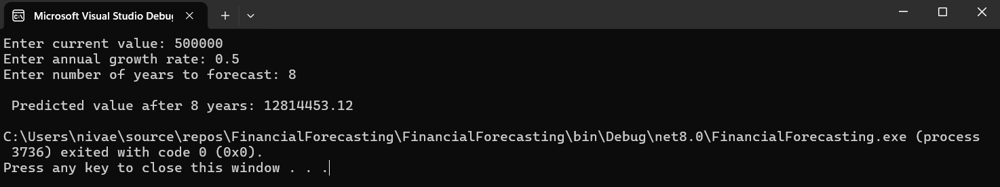 Microsoft Visual Studio Debu
Enter current value: 500000
Enter annual growth rate: 0.5
Enter number of years to forecast: 8
Predicted value after 8 years: 12814453.12
C:\Users\nivae\source\repos\FinancialForecasting\FinancialForecasting\bin\Debug\net8.0\FinancialForecasting.exe (process
3736) exited with code 0 (0x0).
Press any key to close this window . . .